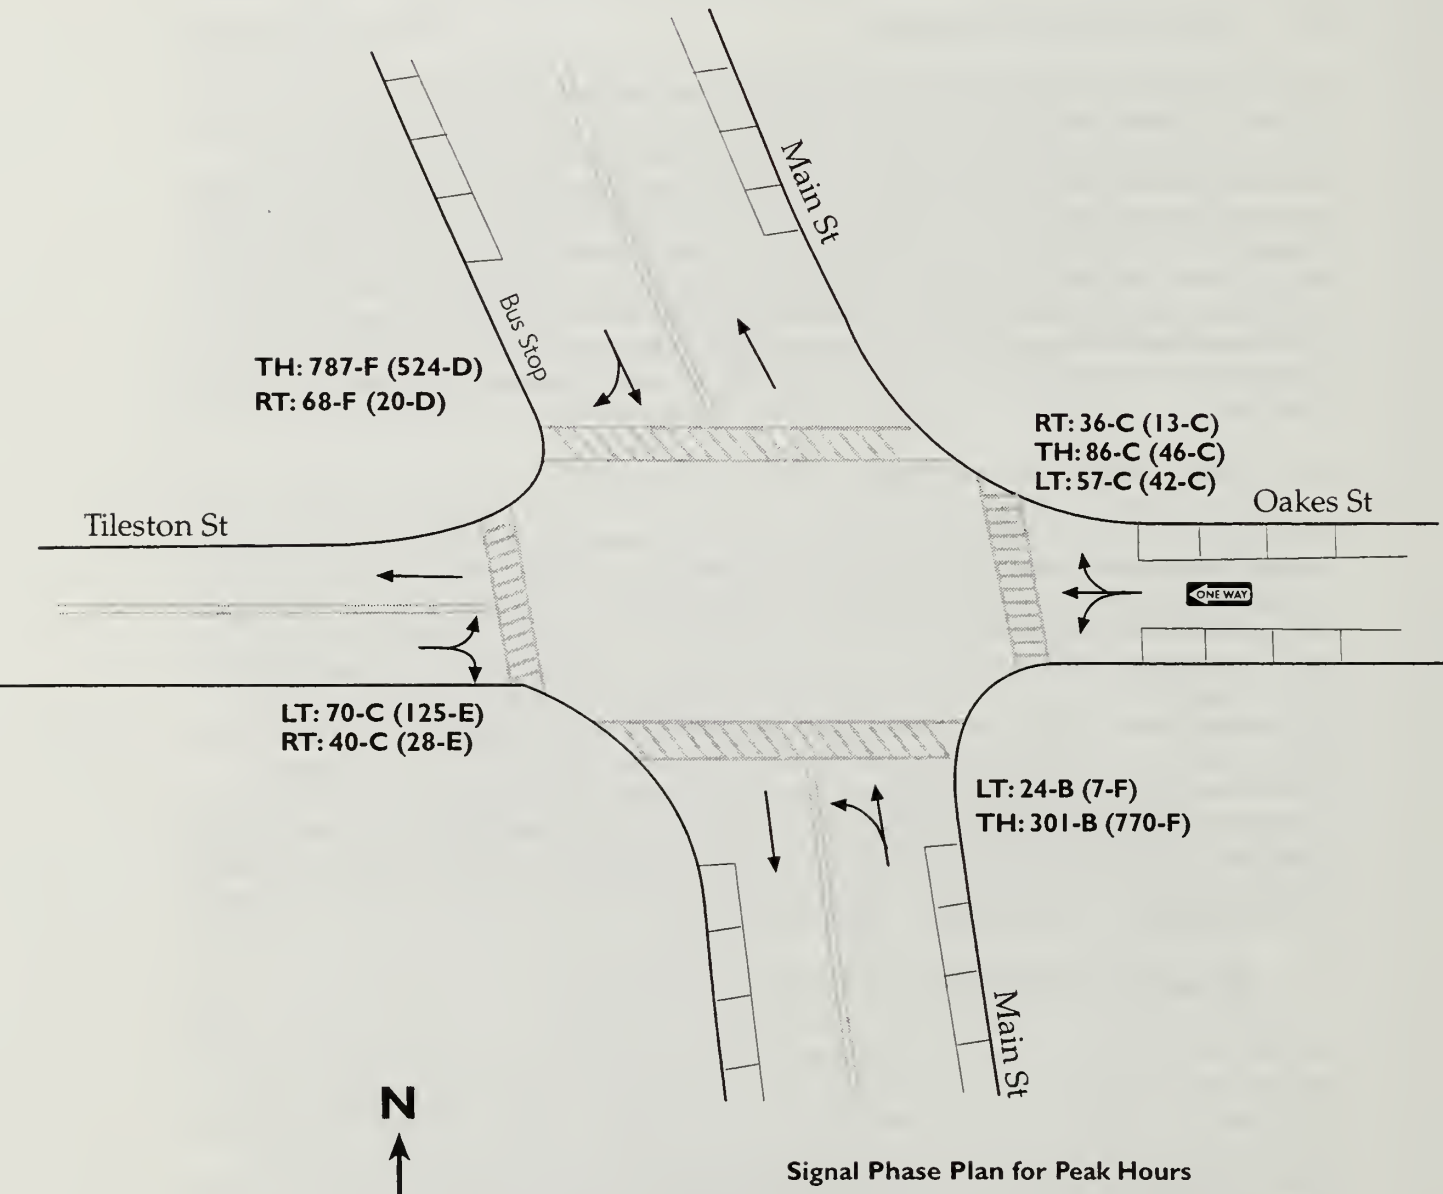 Main St
Bus Stop
TH: 787-F (524-D)
RT: 68-F (20-D)
RT: 36-C (13-C)
TH: 86-C (46-C)
LT: 57-C (42-C)
Oakes St
Tileston St
ONE WAY
LT: 70-C (125-E)
RT: 40-C (28-E)
LT: 24-B (7-F)
TH: 301-B (770-F)
Main St
N
Signal Phase Plan for Peak Hours